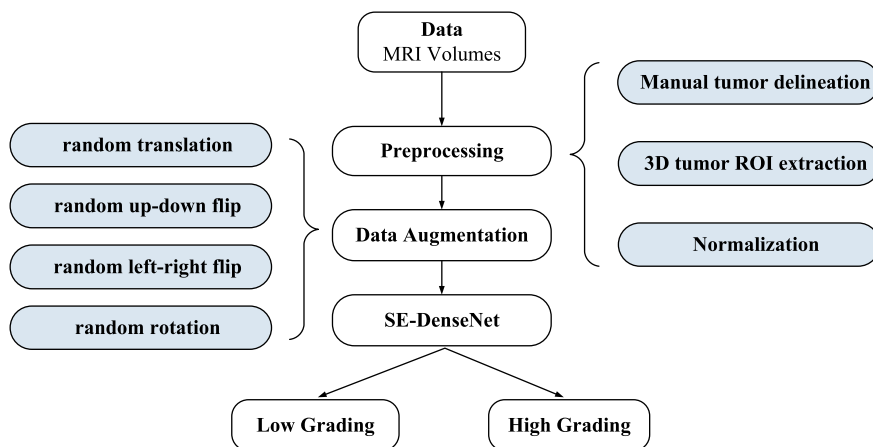 Data
MRI Volumes
Manual tumor delineation
random translation
Preprocessing
3D tumor ROI extraction
random up-down flip
Data Augmentation
Normalization
random left-right flip
random rotation
SE-DenseNet
Low Grading
High Grading